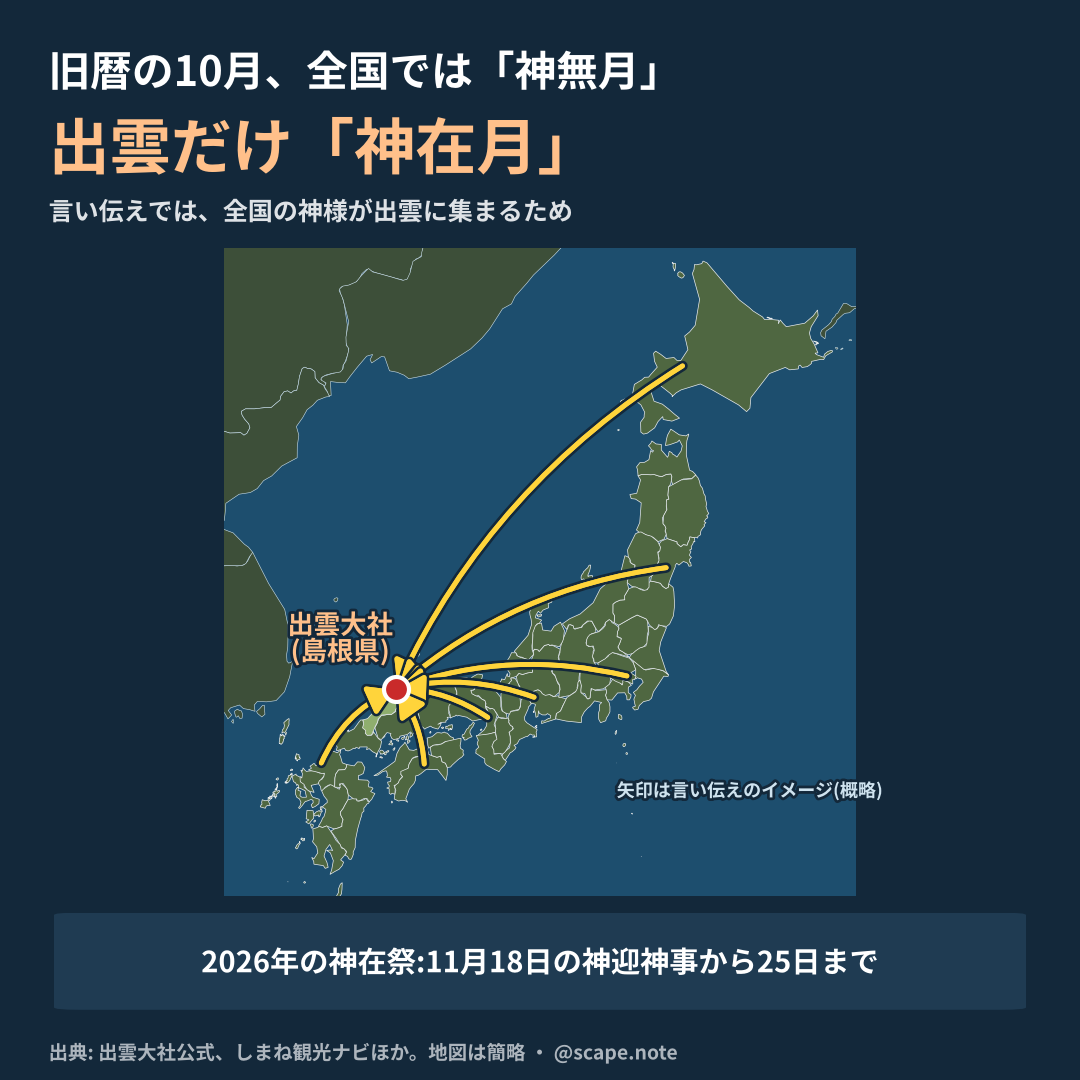 旧暦の10月、全国では「神無月」
出雲だけ「神在月」
言い伝えでは、全国の神様が出雲に集まるため
出雲大社
(島根県)
矢印は言い伝えのイメージ(概略)
2026年の神在祭:11月18日の神迎神事から25日まで
出典: 出雲大社公式、しまね観光ナビほか。地図は簡略 • @scape.note